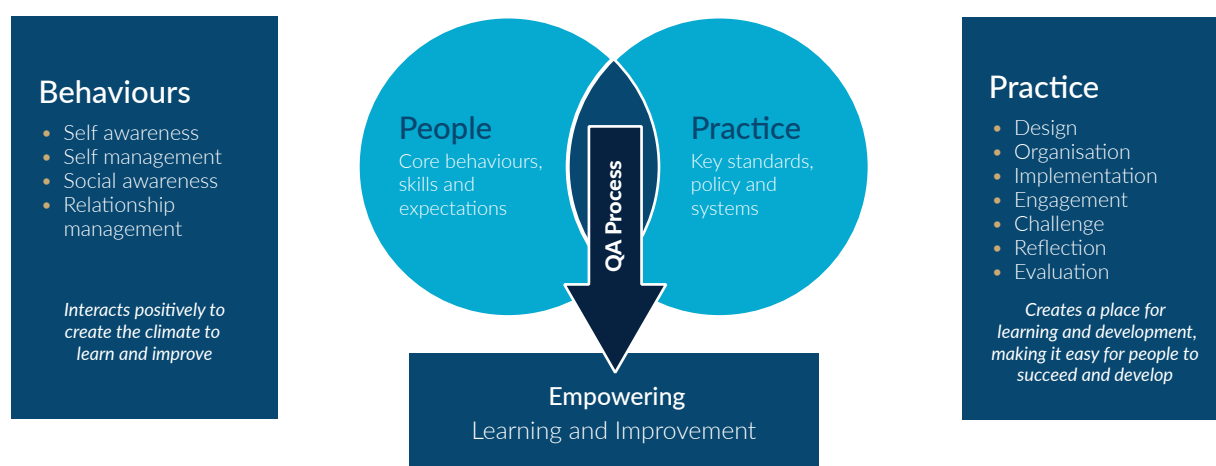 Behaviours
• Self awareness
• Self management
• Social awareness
• Relationship
management
Interacts positively to
create the climate to
learn and improve
People
Core behaviours,
skills and
expectations
QA Process
Practice
Key standards,
policy and
systems
Empowering
Learning and Improvement
Practice
• Design
• Organisation
• Implementation
• Engagement
• Challenge
• Reflection
• Evaluation
Creates a place for
learning and development,
making it easy for people to
succeed and develop